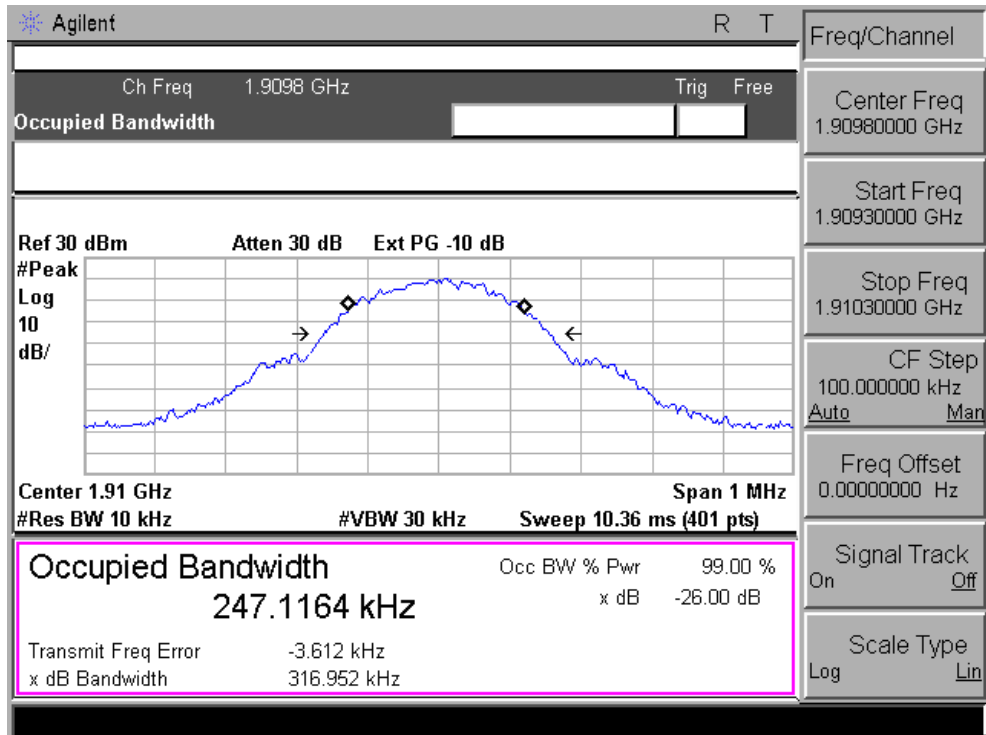 Agilent R T
Ch Freq 1.9098 GHz Trig Free
Occupied Bandwidth
Ref 30 dBm Atten 30 dB Ext PG -10 dB
#Peak
Log
10
dB/
Center 1.91 GHz Span 1 MHz
#Res BW 10 kHz #VBW 30 kHz Sweep 10.36 ms (401 pts)
Occupied Bandwidth Occ BW % Pwr 99.00 %
247.1164 kHz x dB -26.00 dB
Transmit Freq Error -3.612 kHz
x dB Bandwidth 316.952 kHz
Freq/Channel
Center Freq
1.90980000 GHz
Start Freq
1.90930000 GHz
Stop Freq
1.91030000 GHz
CF Step
100.000000 kHz
Auto Man
Freq Offset
0.00000000 Hz
Signal Track
On Off
Scale Type
Log Lin